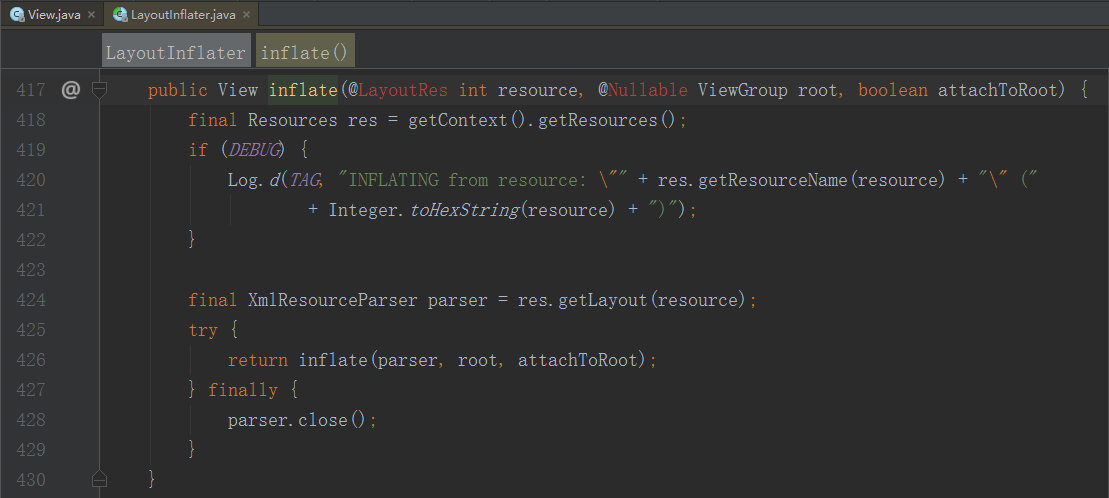 View.java × LayoutInflater.java ×
LayoutInflater inflate()
417 @ public View inflate(@LayoutRes int resource, @Nullable ViewGroup root, boolean attachToRoot) {
418 final Resources res = getContext().getResources();
419 if (DEBUG) {
420 Log.d(TAG, "INFLATING from resource: \"" + res.getResourceName(resource) + "\" ("
421 + Integer.toHexString(resource) + ")");
422 }
423
424 final XmlResourceParser parser = res.getLayout(resource);
425 try {
426 return inflate(parser, root, attachToRoot);
427 } finally {
428 parser.close();
429 }
430 }